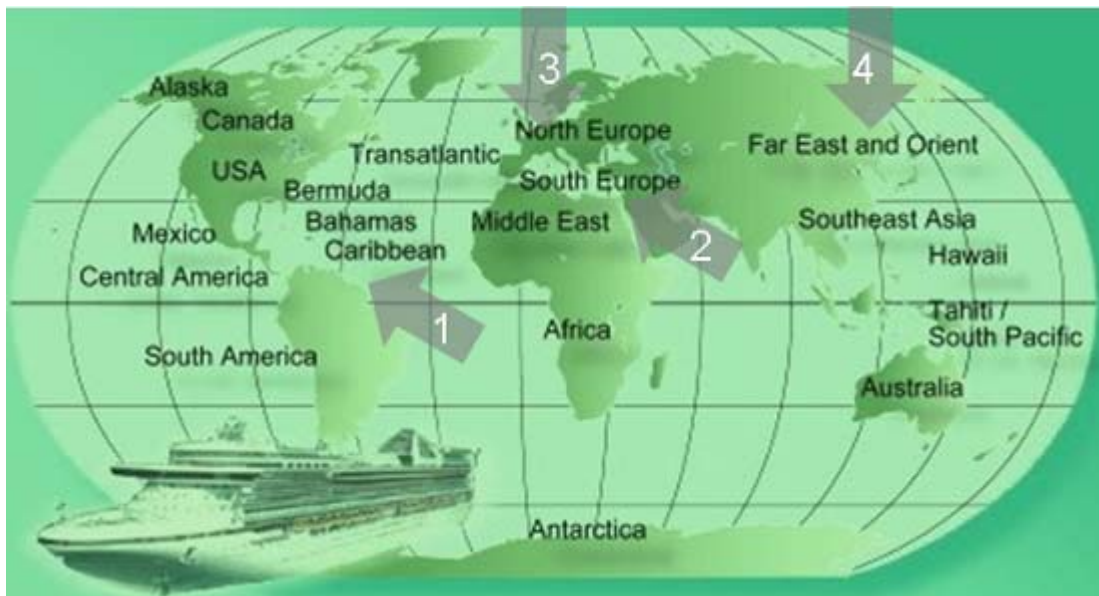 3
4
Alaska
Canada
North Europe
Far East and Orient
Transatlantic
USA
South Europe
Bermuda
Bahamas
Middle East
Southeast Asia
Mexico
2
Caribbean
Hawaii
Central America
1
Africa
Tahiti /
South Pacific
South America
Australia
Antarctica